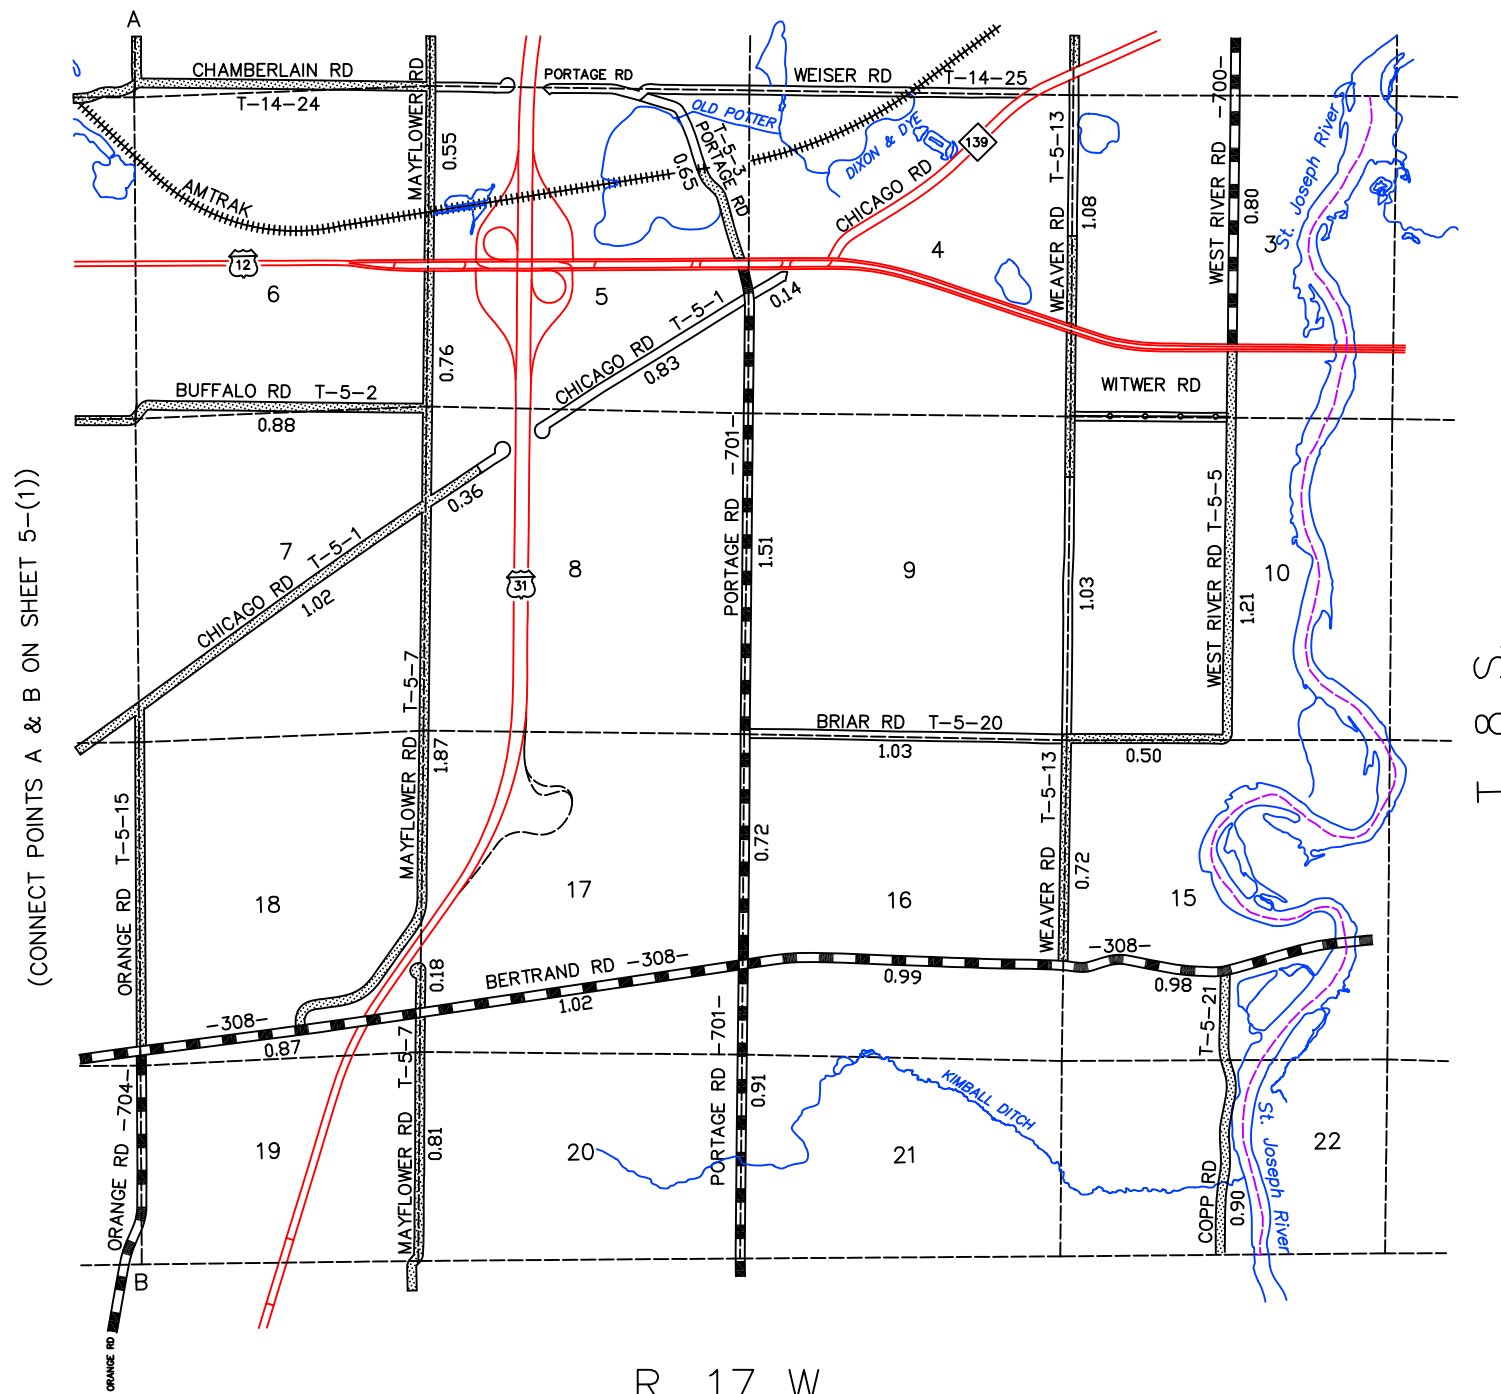 A
CHAMBERLAIN RD
T-14-24
MAYFLOWER RD
0.55
PORTAGE RD
WEISER RD
T-14-25
OLD POTTER
T-5-3
PORTAGE RD
0.65
DIXON & DYE
139
CHICAGO RD
4
WEAVER RD T-5-13
1.08
WEST RIVER RD -700-
0.80
3
St. Joseph River
AMTRAK
12
6
5
CHICAGO RD T-5-1
0.14
0.83
0.76
BUFFALO RD T-5-2
0.88
WITWER RD
0.36
7
CHICAGO RD T-5-1
1.02
31
8
PORTAGE RD -701-
1.51
9
1.03
WEST RIVER RD T-5-5
1.21
10
(CONNECT POINTS A & B ON SHEET 5-(1))
T 8 S.
MAYFLOWER RD T-5-7
1.87
BRIAR RD T-5-20
1.03
0.50
ORANGE RD T-5-15
0.72
WEAVER RD T-5-13
0.72
18
17
16
15
0.18
BERTRAND RD -308-
1.02
-308-
0.99
0.98
-308-
0.87
T-5-21
ORANGE RD -704-
MAYFLOWER RD T-5-7
0.81
PORTAGE RD -701-
0.91
KIMBALL DITCH
St. Joseph River
19
20
21
22
COPP RD
0.90
B
ORANGE RD
R 17 W